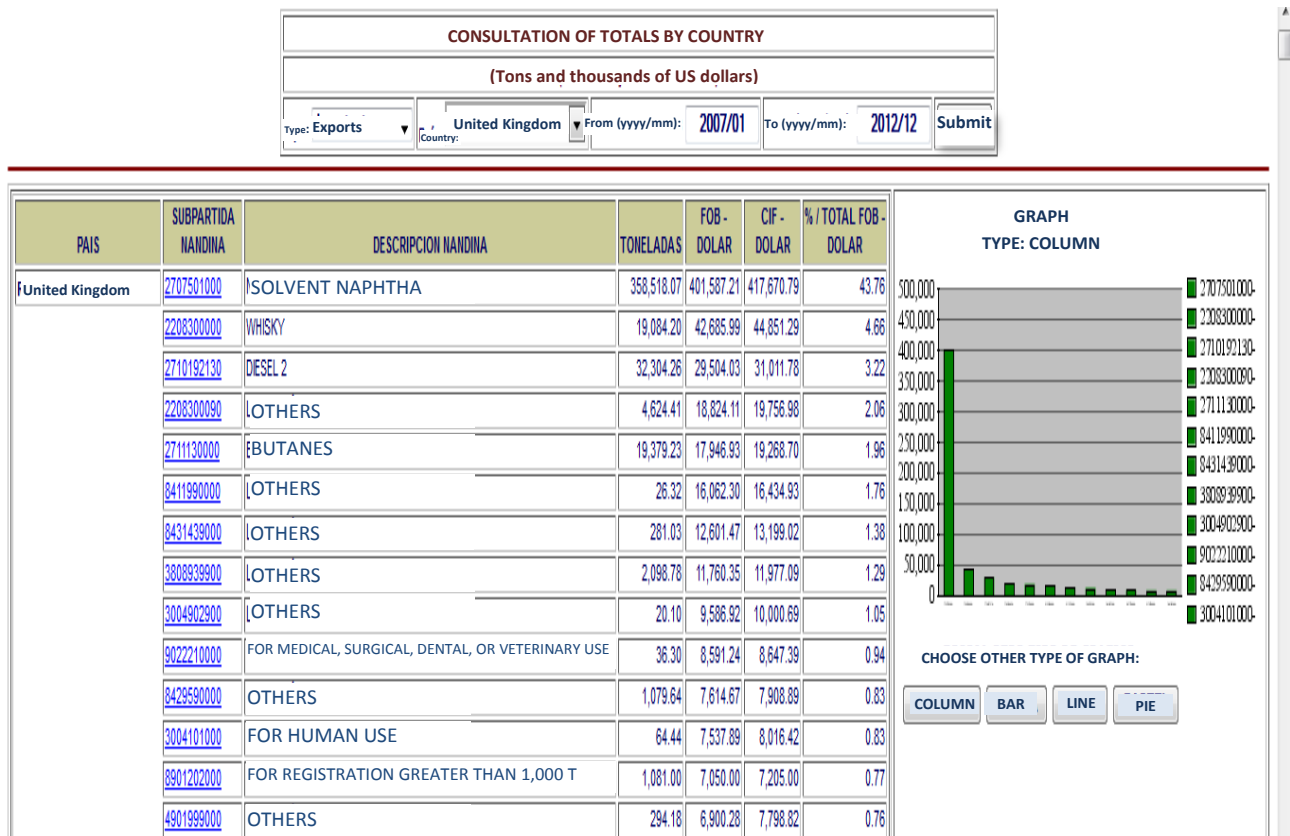 CONSULTATION OF TOTALS BY COUNTRY
(Tons and thousands of US dollars)
Type: Exports Country: United Kingdom From (yyyy/mm): 2007/01 To (yyyy/mm): 2012/12 Submit
PAIS SUBPARTIDA NANDINA DESCRIPCION NANDINA TONELADAS FOB - DOLAR CIF - DOLAR % / TOTAL FOB - DOLAR
United Kingdom 2707501000 SOLVENT NAPHTHA 358,518.07 401,587.21 417,670.79 43.76
2208300000 WHISKY 19,084.20 42,685.99 44,851.29 4.66
2710192130 DIESEL 2 32,304.26 29,504.03 31,011.78 3.22
2208300090 OTHERS 4,624.41 18,824.11 19,756.98 2.06
2711130000 BUTANES 19,379.23 17,946.93 19,268.70 1.96
8411990000 OTHERS 26.32 16,062.30 16,434.93 1.76
8431439000 OTHERS 281.03 12,601.47 13,199.02 1.38
3808939900 OTHERS 2,098.78 11,760.35 11,977.09 1.29
3004902900 OTHERS 20.10 9,586.92 10,000.69 1.05
9022210000 FOR MEDICAL, SURGICAL, DENTAL, OR VETERINARY USE 36.30 8,591.24 8,647.39 0.94
8429590000 OTHERS 1,079.64 7,614.67 7,908.89 0.83
3004101000 FOR HUMAN USE 64.44 7,537.89 8,016.42 0.83
8901202000 FOR REGISTRATION GREATER THAN 1,000 T 1,081.00 7,050.00 7,205.00 0.77
4901999000 OTHERS 294.18 6,900.28 7,798.82 0.76
GRAPH
TYPE: COLUMN
500,000
450,000
400,000
350,000
300,000
250,000
200,000
150,000
100,000
50,000
0
2707501000-
2208300000-
2710192130-
2208300090-
2711130000-
8411990000-
8431439000-
3808939900-
3004902900-
9022210000-
8429590000-
3004101000-
CHOOSE OTHER TYPE OF GRAPH:
COLUMN BAR LINE PIE